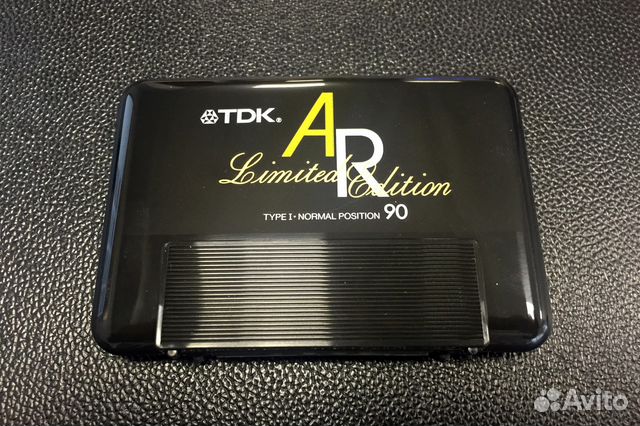 TDK®
AR
Limited Edition
TYPE I • NORMAL POSITION 90
Avito